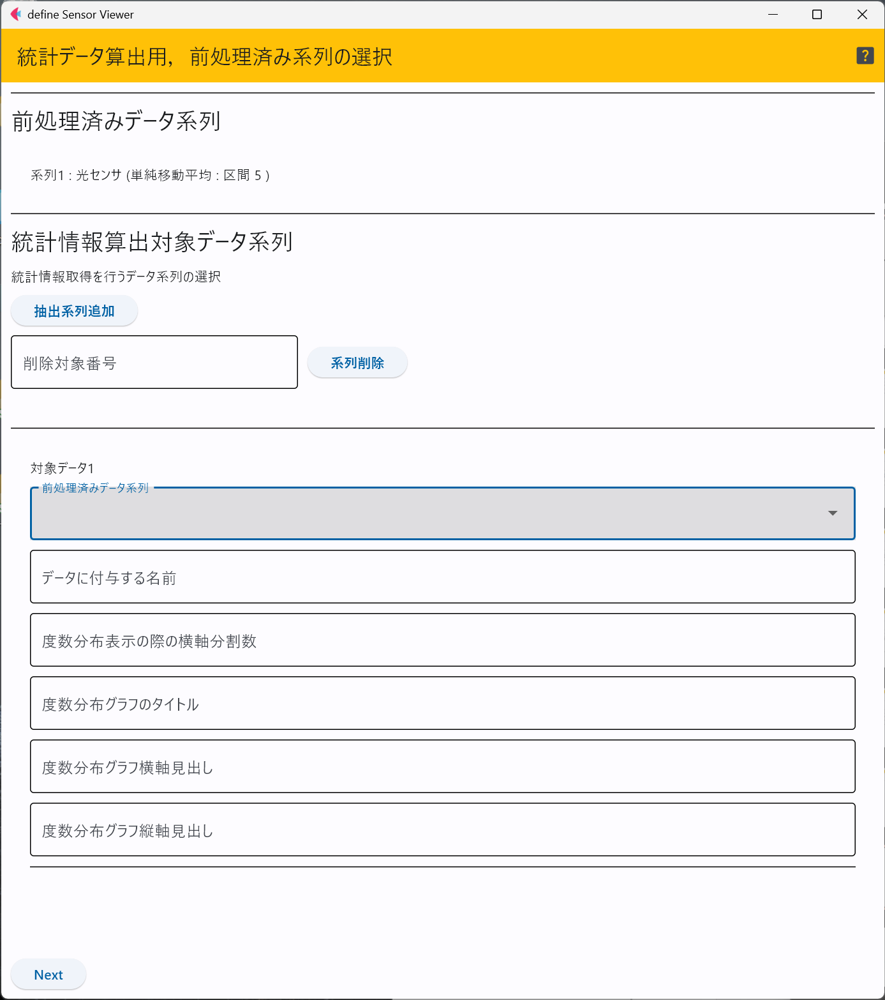 define Sensor Viewer
統計データ算出用，前処理済み系列の選択
?
前処理済みデータ系列
系列1 : 光センサ (単純移動平均 : 区間 5 )
統計情報算出対象データ系列
統計情報取得を行うデータ系列の選択
抽出系列追加
削除対象番号
系列削除
対象データ1
前処理済みデータ系列
データに付与する名前
度数分布表示の際の横軸分割数
度数分布グラフのタイトル
度数分布グラフ横軸見出し
度数分布グラフ縦軸見出し
Next